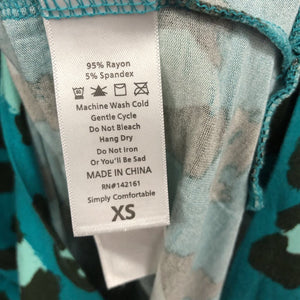 95% Rayon
5% Spandex
Machine Wash Cold
Gentle Cycle
Do Not Bleach
Hang Dry
Do Not Iron
Or You'll Be Sad
MADE IN CHINA
RN#142161
Simply Comfortable
XS